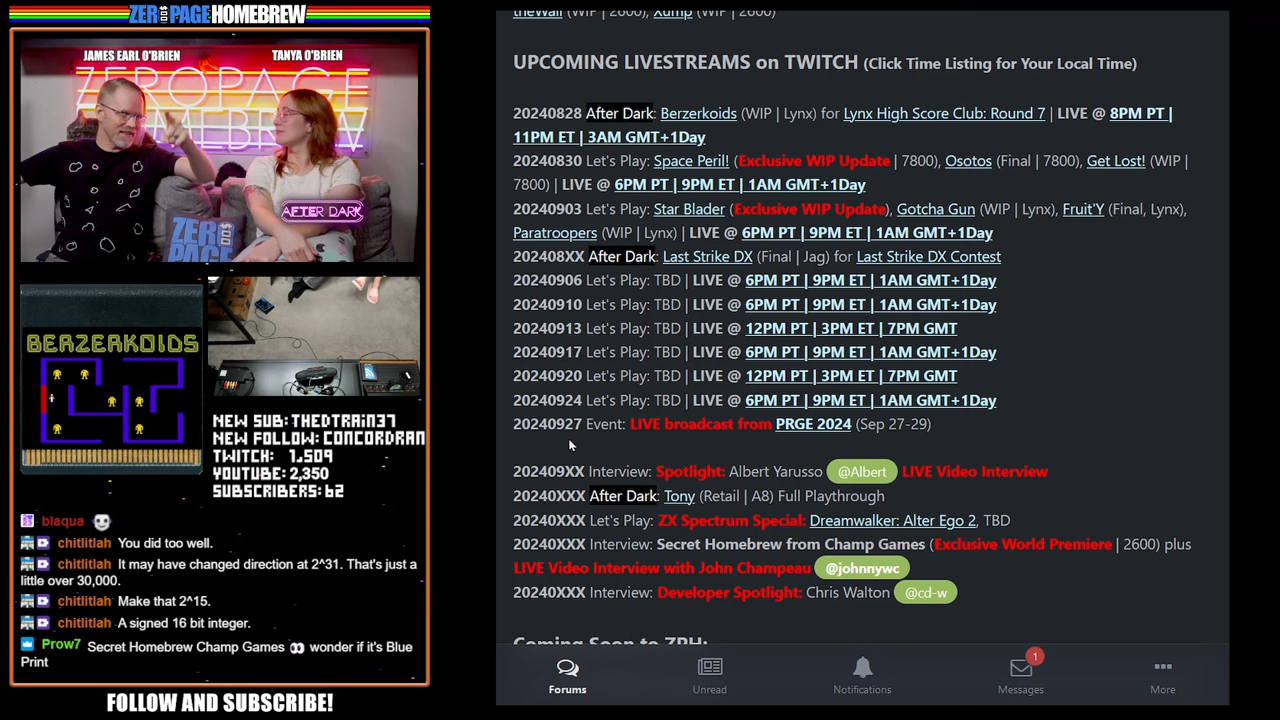 ZEROPAGE HOMEBREW
JAMES EARL O'BRIEN
TANYA O'BRIEN
ZEROPAGE
HOMEBREW
AFTER DARK
ZERO
PAGE
BERZERKOIDS
NEW SUB: THEDTRAIN37
NEW FOLLOW: CONCORDRAN
TWITCH: 1,509
YOUTUBE: 2,350
SUBSCRIBERS: 62
blaqua
chitlitlah You did too well.
chitlitlah It may have changed direction at 2^31. That's just a
little over 30,000.
chitlitlah Make that 2^15.
chitlitlah A signed 16 bit integer.
Prow7 Secret Homebrew Champ Games 👀 wonder if it's Blue
Print
FOLLOW AND SUBSCRIBE!
theWall (WIP | 2600), Xump (WIP | 2600)
UPCOMING LIVESTREAMS on TWITCH (Click Time Listing for Your Local Time)
20240828 After Dark: Berzerkoids (WIP | Lynx) for Lynx High Score Club: Round 7 | LIVE @ 8PM PT |
11PM ET | 3AM GMT+1Day
20240830 Let's Play: Space Peril! (Exclusive WIP Update | 7800), Osotos (Final | 7800), Get Lost! (WIP |
7800) | LIVE @ 6PM PT | 9PM ET | 1AM GMT+1Day
20240903 Let's Play: Star Blader (Exclusive WIP Update), Gotcha Gun (WIP | Lynx), Fruit'Y (Final, Lynx),
Paratroopers (WIP | Lynx) | LIVE @ 6PM PT | 9PM ET | 1AM GMT+1Day
202408XX After Dark: Last Strike DX (Final | Jag) for Last Strike DX Contest
20240906 Let's Play: TBD | LIVE @ 6PM PT | 9PM ET | 1AM GMT+1Day
20240910 Let's Play: TBD | LIVE @ 6PM PT | 9PM ET | 1AM GMT+1Day
20240913 Let's Play: TBD | LIVE @ 12PM PT | 3PM ET | 7PM GMT
20240917 Let's Play: TBD | LIVE @ 6PM PT | 9PM ET | 1AM GMT+1Day
20240920 Let's Play: TBD | LIVE @ 12PM PT | 3PM ET | 7PM GMT
20240924 Let's Play: TBD | LIVE @ 6PM PT | 9PM ET | 1AM GMT+1Day
20240927 Event: LIVE broadcast from PRGE 2024 (Sep 27-29)
202409XX Interview: Spotlight: Albert Yarusso @Albert LIVE Video Interview
20240XXX After Dark: Tony (Retail | A8) Full Playthrough
20240XXX Let's Play: ZX Spectrum Special: Dreamwalker: Alter Ego 2, TBD
20240XXX Interview: Secret Homebrew from Champ Games (Exclusive World Premiere | 2600) plus
LIVE Video Interview with John Champeau @johnnywc
20240XXX Interview: Developer Spotlight: Chris Walton @cd-w
Coming Soon to ZPH:
1
Forums
Unread
Notifications
Messages
More